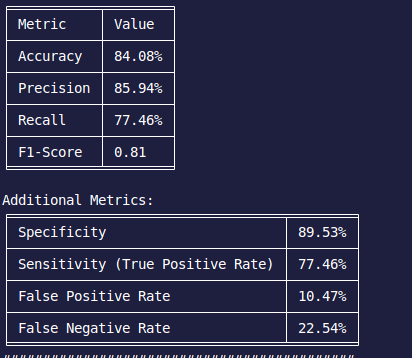 Metric Value
Accuracy 84.08%
Precision 85.94%
Recall 77.46%
F1-Score 0.81
Additional Metrics:
Specificity 89.53%
Sensitivity (True Positive Rate) 77.46%
False Positive Rate 10.47%
False Negative Rate 22.54%